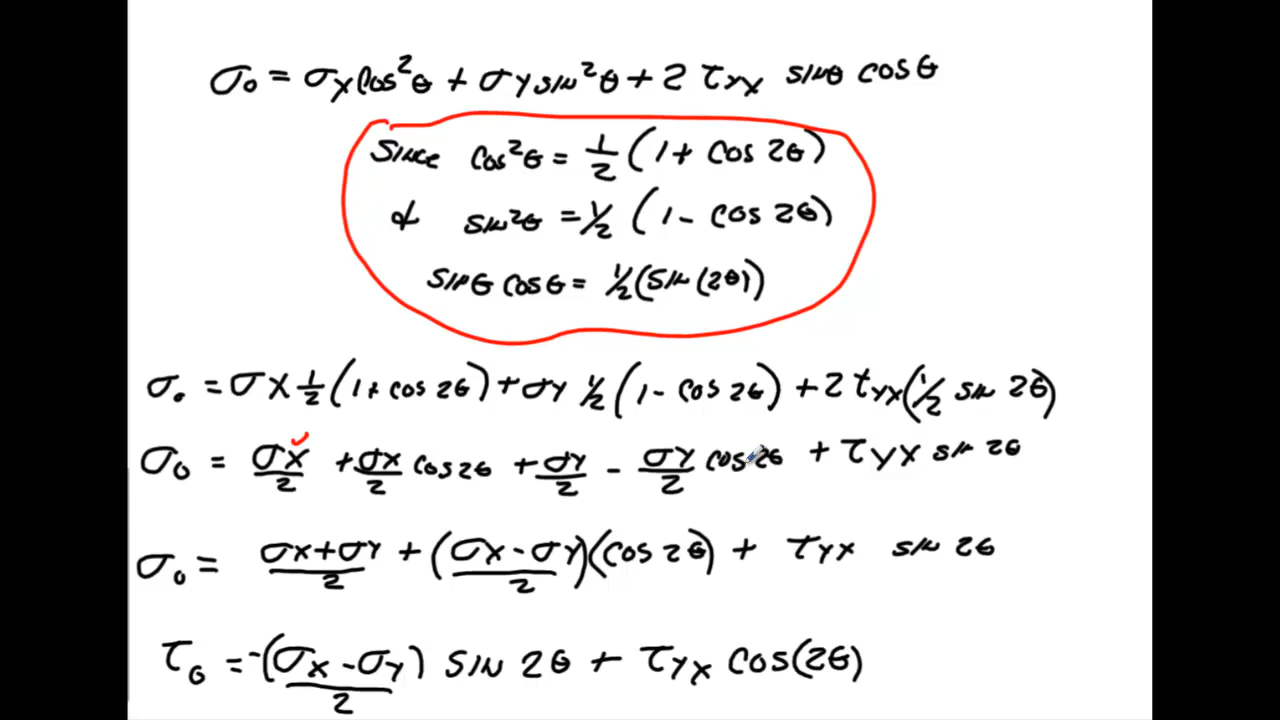 σθ = σx cos²θ + σy sin²θ + 2 τyx sinθ cosθ
Since cos²θ = 1/2 (1 + cos 2θ)
& sin²θ = 1/2 (1 - cos 2θ)
sinθ cosθ = 1/2 (sin(2θ))
σθ = σx 1/2 (1 + cos 2θ) + σy 1/2 (1 - cos 2θ) + 2 τyx (1/2 sin 2θ)
σθ = σx/2 + σx/2 cos 2θ + σy/2 - σy/2 cos 2θ + τyx sin 2θ
σθ = (σx + σy)/2 + (σx - σy)/2 (cos 2θ) + τyx sin 2θ
τθ = -(σx - σy)/2 sin 2θ + τyx cos(2θ)